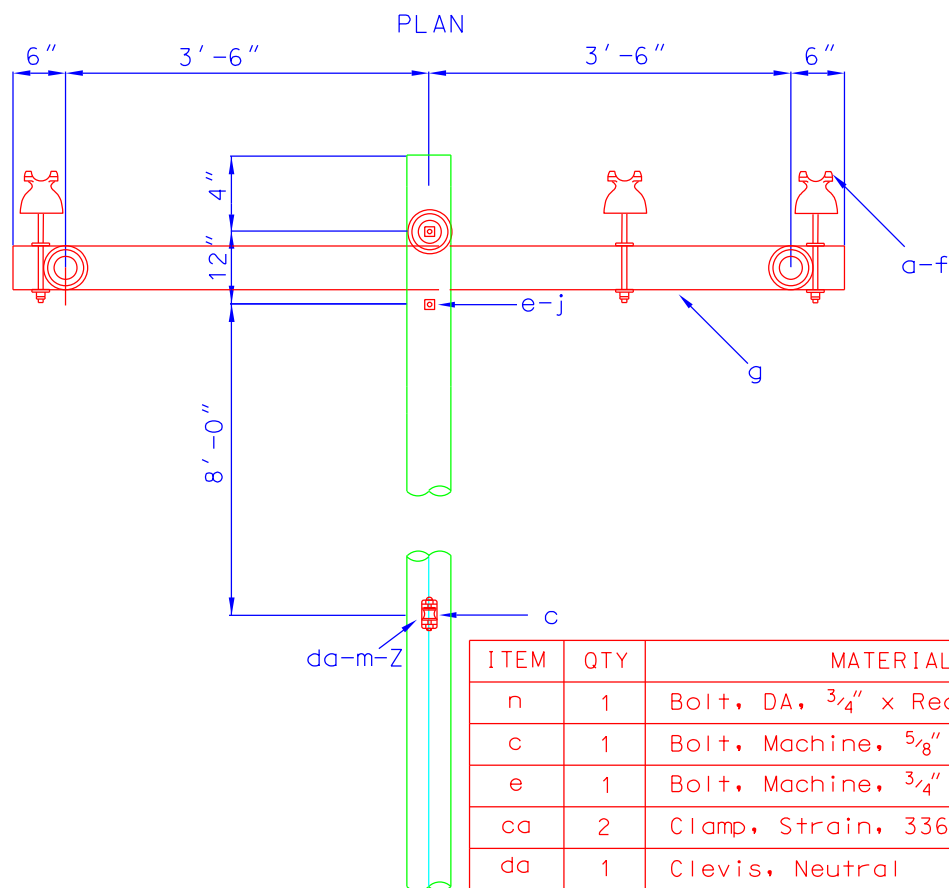 PLAN
6" 3'-6" 3'-6" 6"
4"
12"
a-f
e-j
g
8'-0"
c
da-m-Z
ITEM QTY MATERIAL
n 1 Bolt, DA, 3/4" x
c 1 Bolt, Machine, 5/8"
e 1 Bolt, Machine, 3/4"
ca 2 Clamp, Strain, 336
da 1 Clevis, Neutral